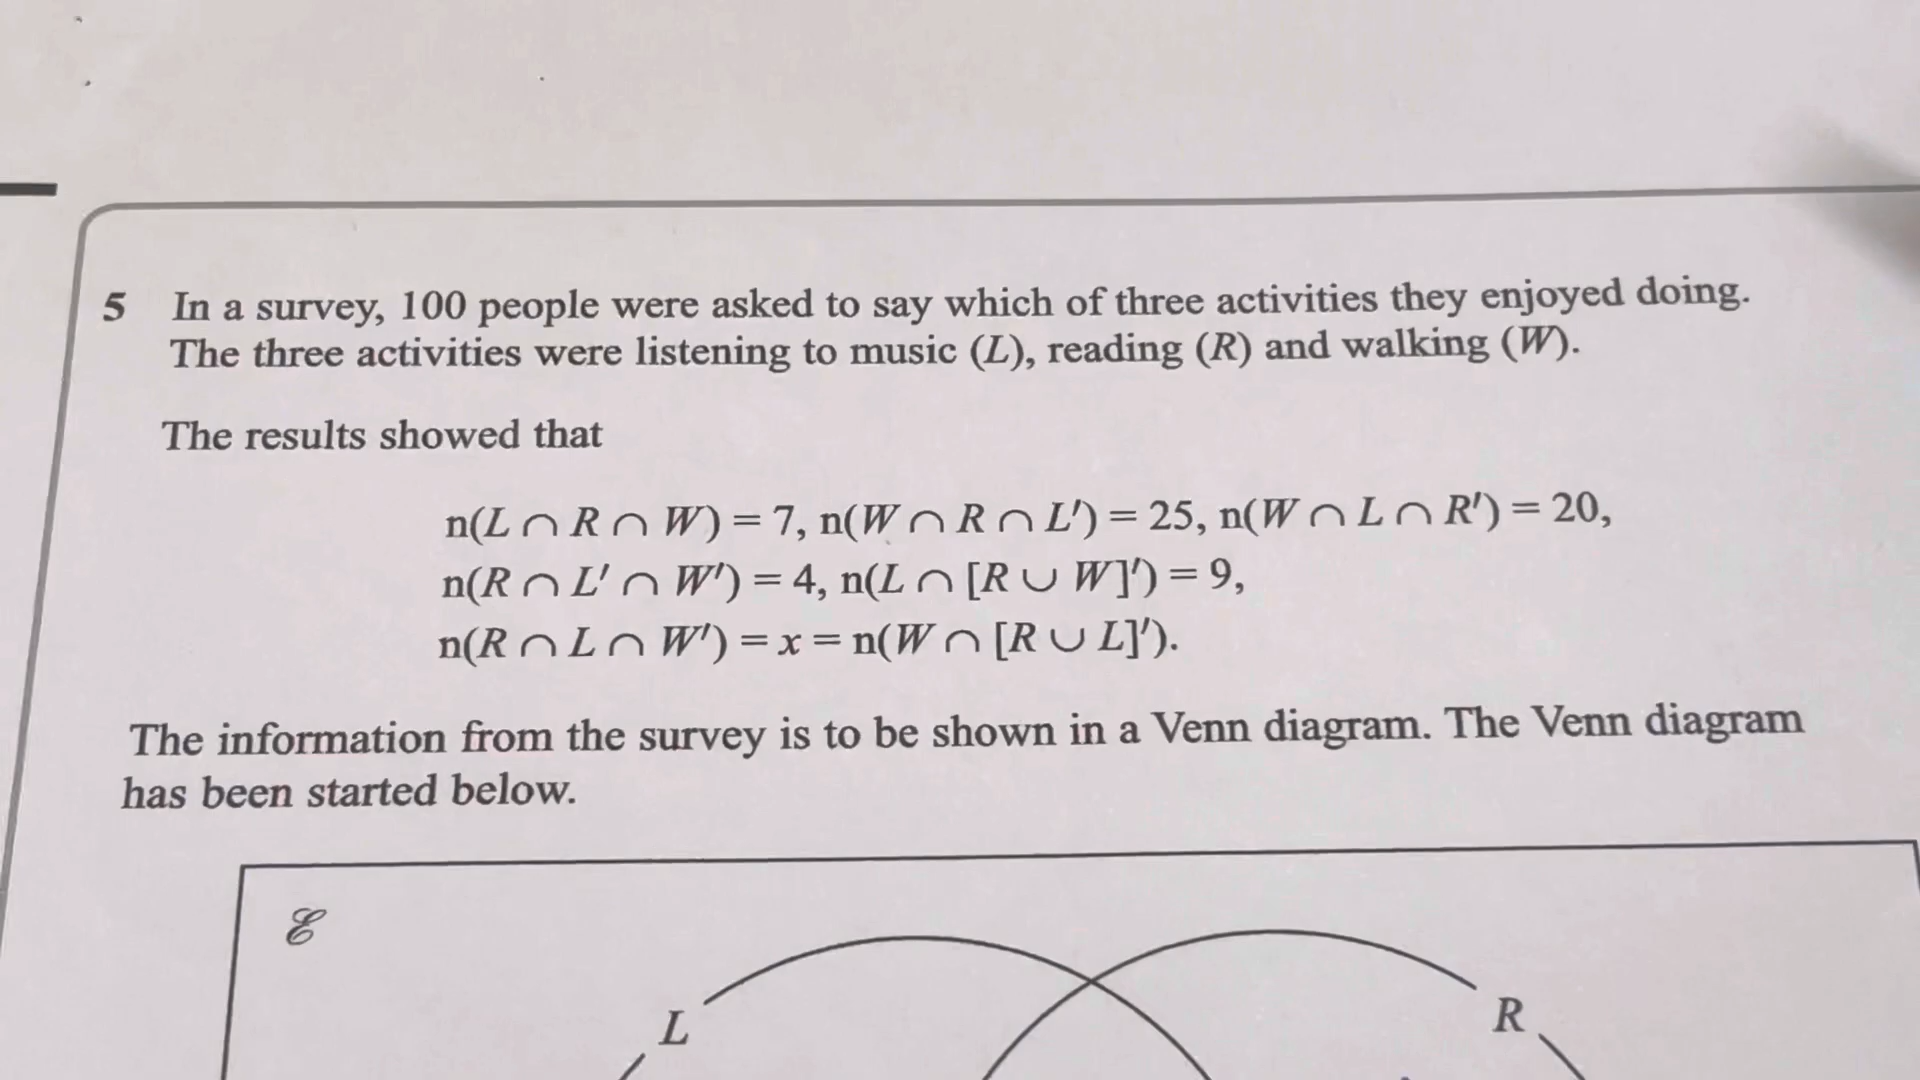 5 In a survey, 100 people were asked to say which of three activities they enjoyed doing.
The three activities were listening to music (L), reading (R) and walking (W).
The results showed that
n(L ∩ R ∩ W) = 7, n(W ∩ R ∩ L′) = 25, n(W ∩ L ∩ R′) = 20,
n(R ∩ L′ ∩ W′) = 4, n(L ∩ [R ∪ W]′) = 9,
n(R ∩ L ∩ W′) = x = n(W ∩ [R ∪ L]′).
The information from the survey is to be shown in a Venn diagram. The Venn diagram
has been started below.
ℰ
L
R